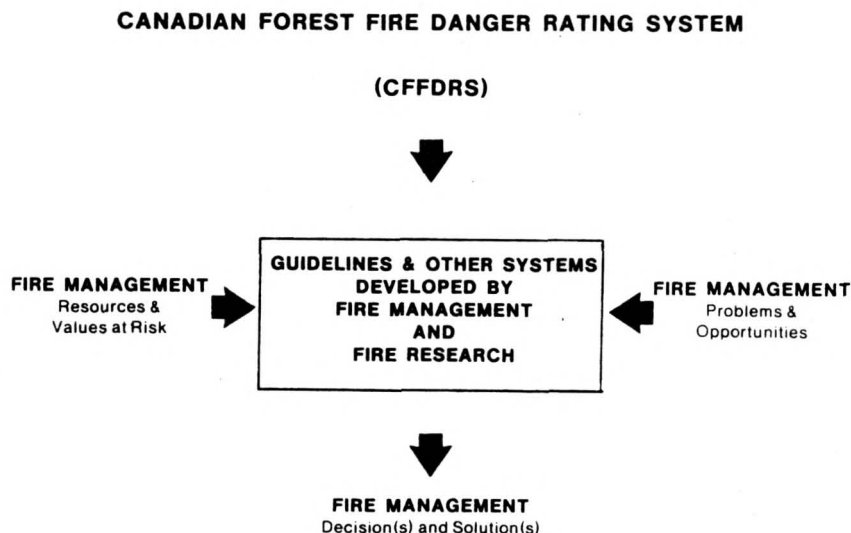 CANADIAN FOREST FIRE DANGER RATING SYSTEM
(CFFDRS)
GUIDELINES & OTHER SYSTEMS
DEVELOPED BY
FIRE MANAGEMENT
AND
FIRE RESEARCH
FIRE MANAGEMENT
Resources &
Values at Risk
FIRE MANAGEMENT
Problems &
Opportunities
FIRE MANAGEMENT
Decision(s) and Solution(s)